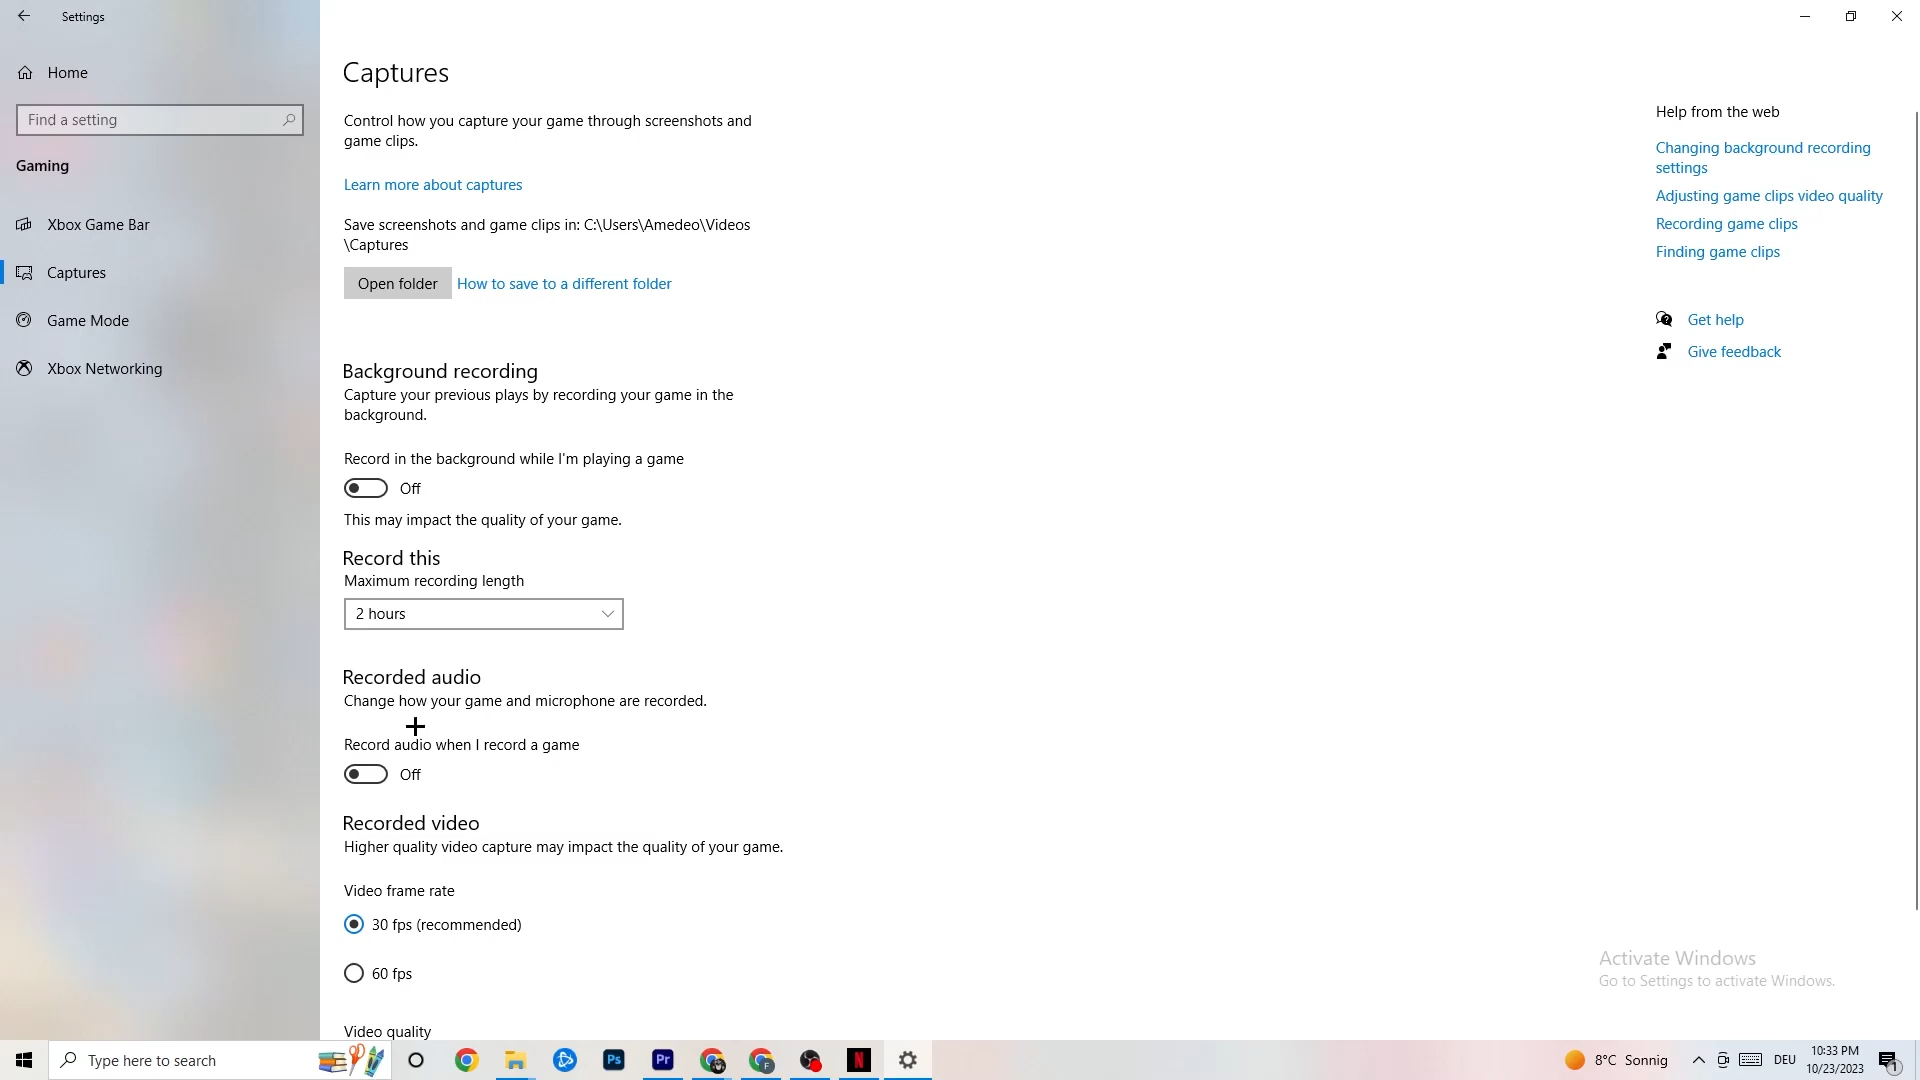 Settings
Home
Find a setting
Gaming
Xbox Game Bar
Captures
Game Mode
Xbox Networking
Captures
Control how you capture your game through screenshots and
game clips.
Learn more about captures
Save screenshots and game clips in: C:\Users\Amedeo\Videos
\Captures
Open folder
How to save to a different folder
Background recording
Capture your previous plays by recording your game in the
background.
Record in the background while I'm playing a game
Off
This may impact the quality of your game.
Record this
Maximum recording length
2 hours
Recorded audio
Change how your game and microphone are recorded.
Record audio when I record a game
Off
Recorded video
Higher quality video capture may impact the quality of your game.
Video frame rate
30 fps (recommended)
60 fps
Video quality
Help from the web
Changing background recording
settings
Adjusting game clips video quality
Recording game clips
Finding game clips
Get help
Give feedback
Activate Windows
Go to Settings to activate Windows.
Type here to search
Ps
Pr
F
N
8°C Sonnig
DEU
10:33 PM
10/23/2023
1